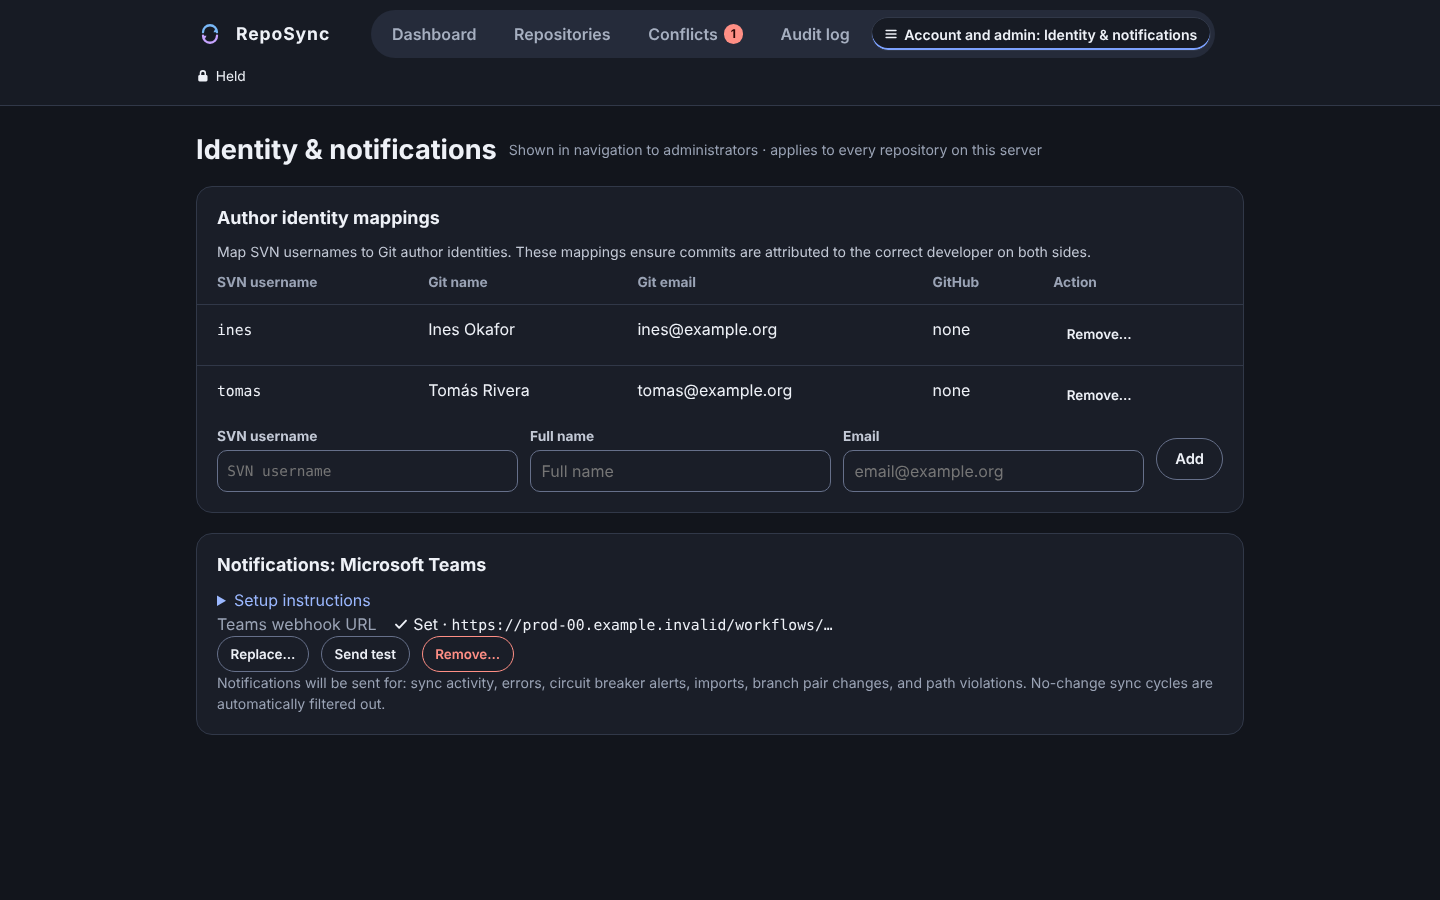 RepoSync
Dashboard
Repositories
Conflicts 1
Audit log
Account and admin: Identity & notifications
Held
Identity & notifications
Shown in navigation to administrators · applies to every repository on this server
Author identity mappings
Map SVN usernames to Git author identities. These mappings ensure commits are attributed to the correct developer on both sides.
SVN username Git name Git email GitHub Action
ines Ines Okafor ines@example.org none Remove...
tomas Tomás Rivera tomas@example.org none Remove...
SVN username Full name Email
SVN username Full name email@example.org Add
Notifications: Microsoft Teams
Setup instructions
Teams webhook URL Set · https://prod-00.example.invalid/workflows/…
Replace... Send test Remove...
Notifications will be sent for: sync activity, errors, circuit breaker alerts, imports, branch pair changes, and path violations. No-change sync cycles are
automatically filtered out.